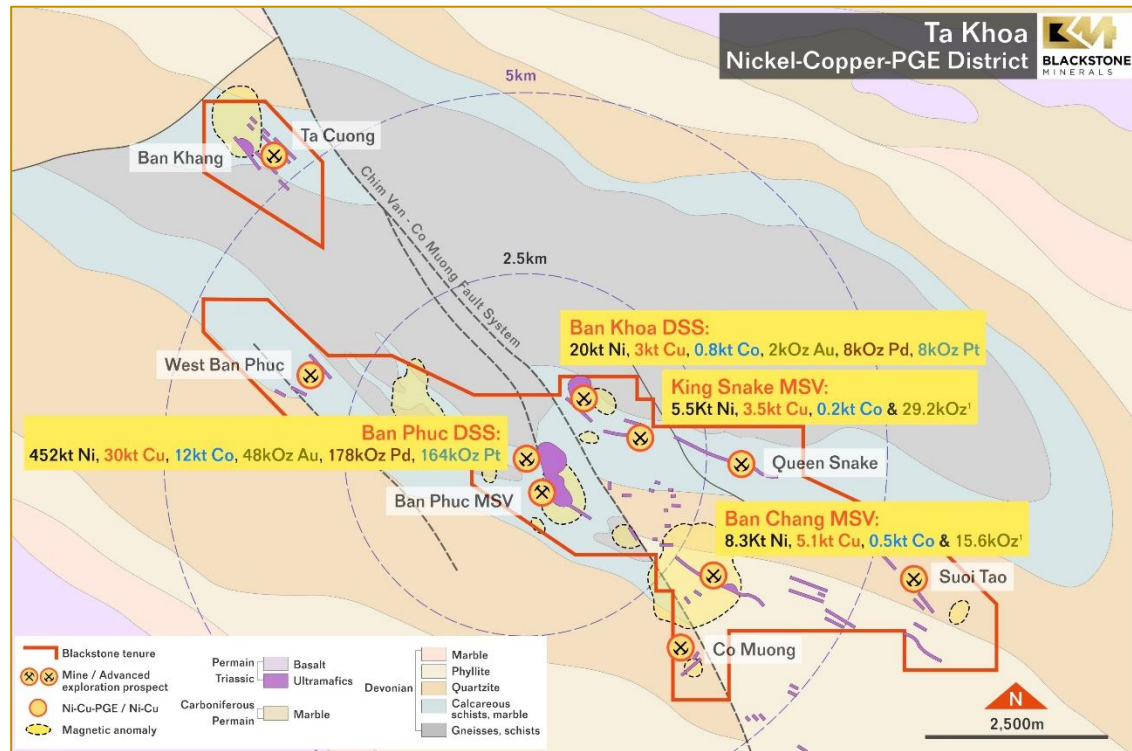 Ta Khoa
Nickel-Copper-PGE District
BLACKSTONE
MINERALS
5km
Ta Cuong
Ban Khang
Chim Van - Co Muong Fault System
2.5km
Ban Khoa DSS:
20kt Ni, 3kt Cu, 0.8kt Co, 2kOz Au, 8kOz Pd, 8kOz Pt
West Ban Phuc
King Snake MSV:
5.5Kt Ni, 3.5kt Cu, 0.2kt Co & 29.2kOz¹
Ban Phuc DSS:
452kt Ni, 30kt Cu, 12kt Co, 48kOz Au, 178kOz Pd, 164kOz Pt
Queen Snake
Ban Phuc MSV
Ban Chang MSV:
8.3Kt Ni, 5.1kt Cu, 0.5kt Co & 15.6kOz¹
Suoi Tao
Co Muong
Blackstone tenure
Mine / Advanced
exploration prospect
Ni-Cu-PGE / Ni-Cu
Magnetic anomaly
Permain
Triassic
Basalt
Ultramafics
Carboniferous
Permain
Marble
Devonian
Marble
Phyllite
Quartzite
Calcareous
schists, marble
Gneisses, schists
N
2,500m